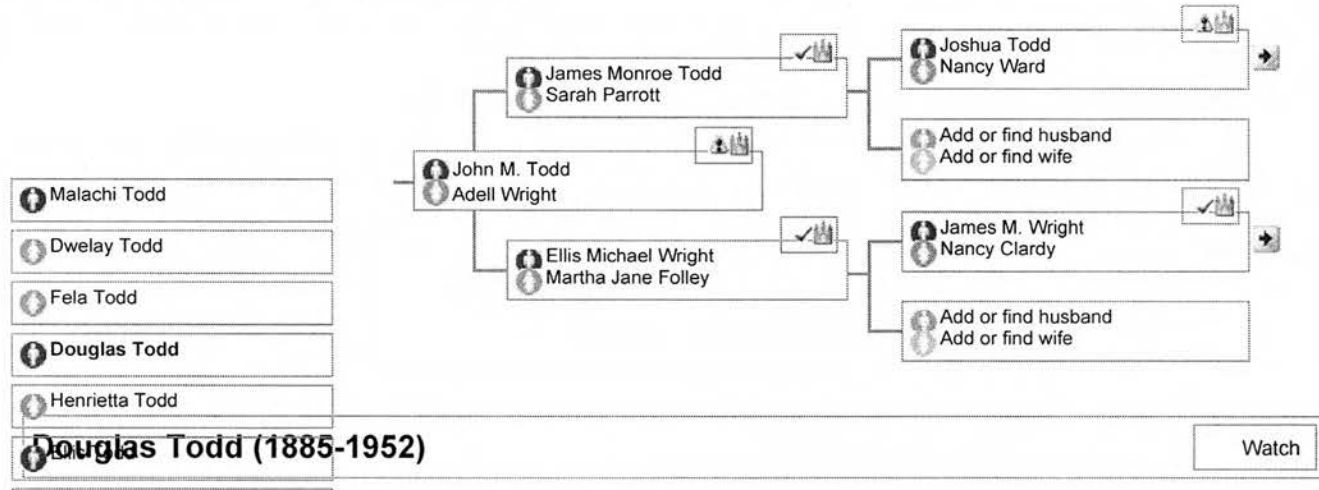 Joshua Todd
Nancy Ward
James Monroe Todd
Sarah Parrott
Add or find husband
Add or find wife
John M. Todd
Adell Wright
Malachi Todd
James M. Wright
Nancy Clardy
Dwelay Todd
Ellis Michael Wright
Martha Jane Folley
Fela Todd
Add or find husband
Add or find wife
Douglas Todd
Henrietta Todd
Douglas Todd (1885-1952)
Watch